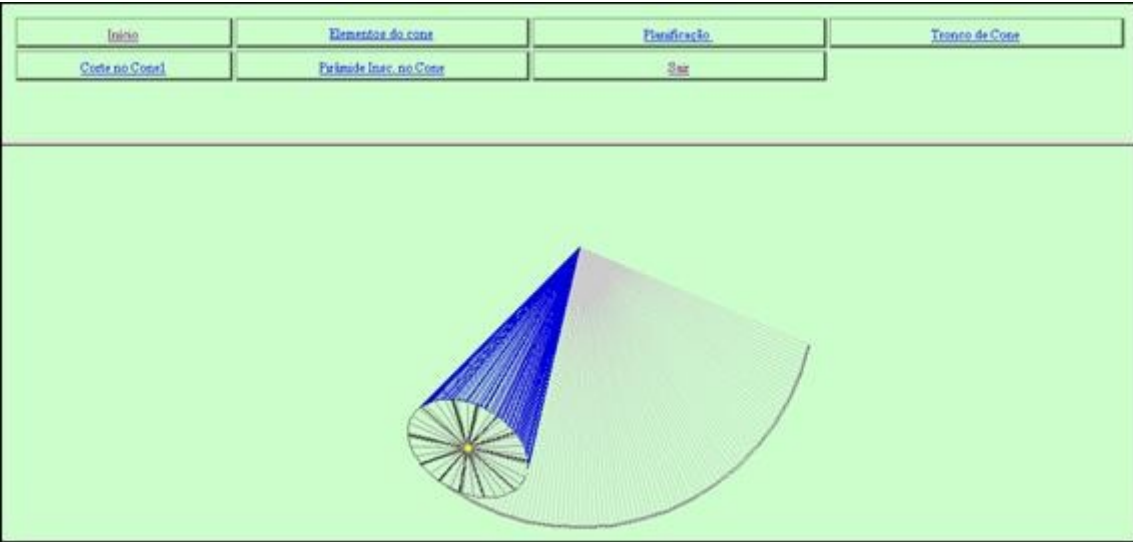 Início
Elementos do cone
Planificação
Tronco de Cone
Corte no Cone1
Pirâmide Insc. no Cone
Sair